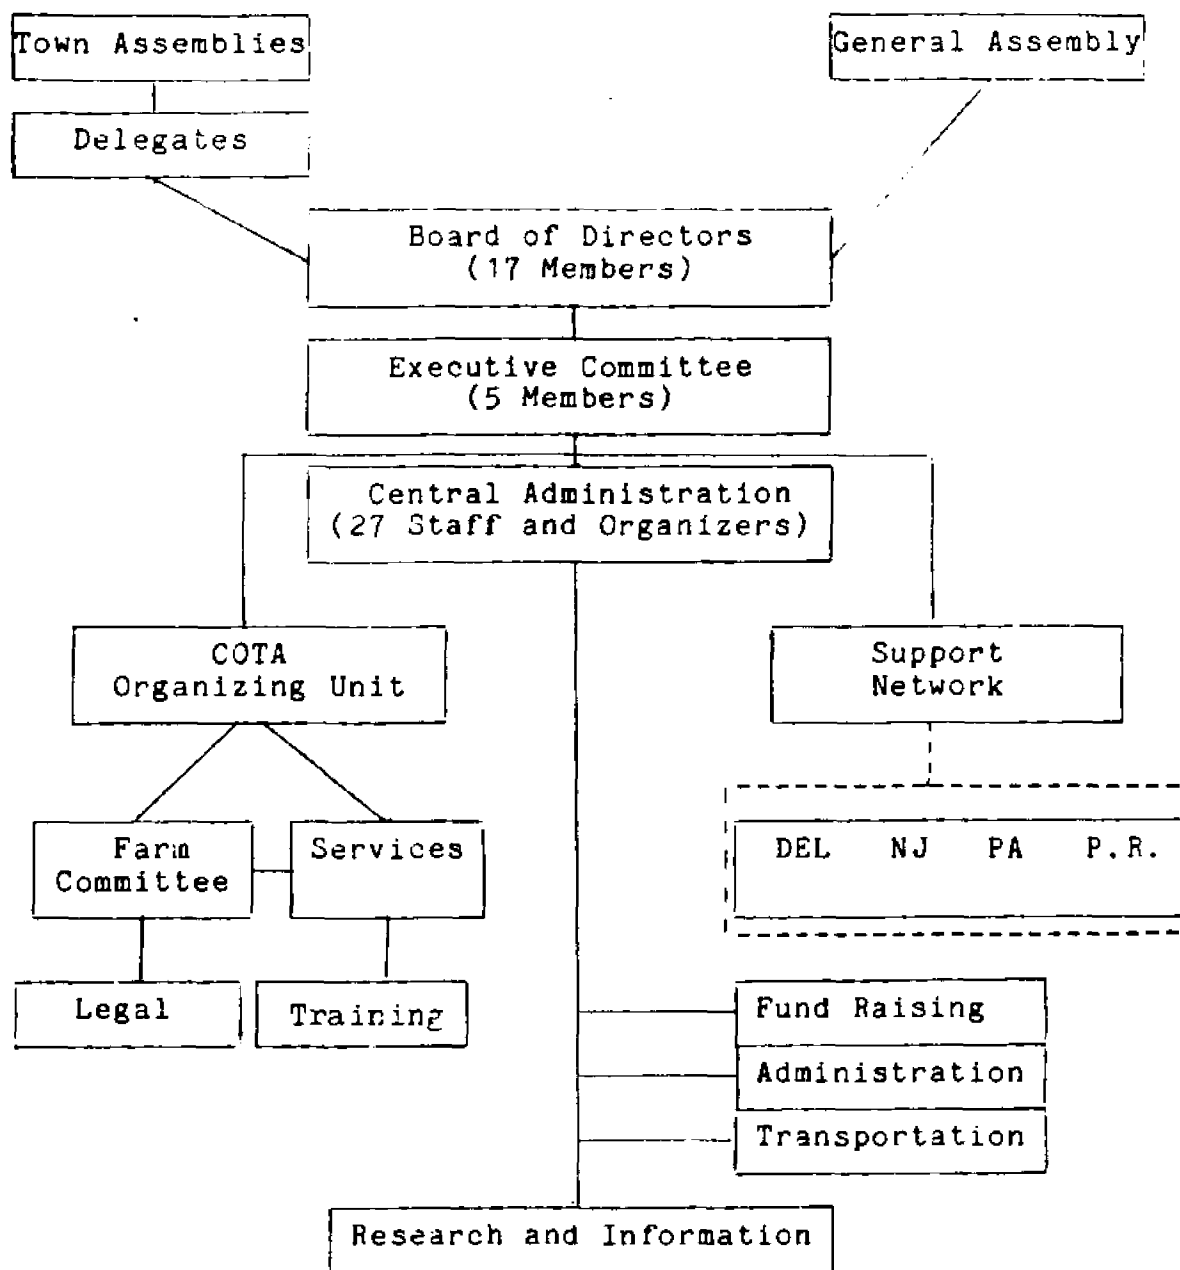 Town Assemblies
General Assembly
Delegates
Board of Directors
(17 Members)
Executive Committee
(5 Members)
Central Administration
(27 Staff and Organizers)
COTA
Organizing Unit
Support
Network
Farm
Committee
Services
DEL NJ PA P.R.
Legal
Training
Fund Raising
Administration
Transportation
Research and Information